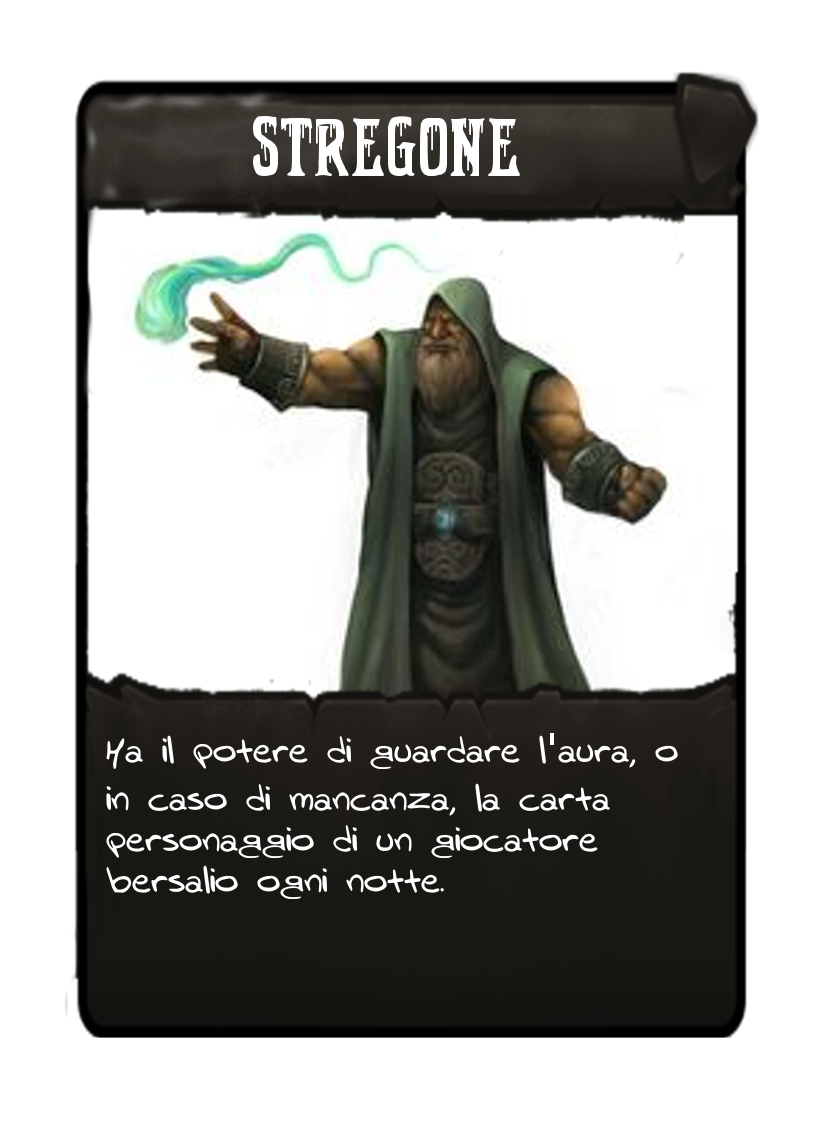 STREGONE
Ha il potere di guardare l'aura, o
in caso di mancanza, la carta
personaggio di un giocatore
bersalio ogni notte.